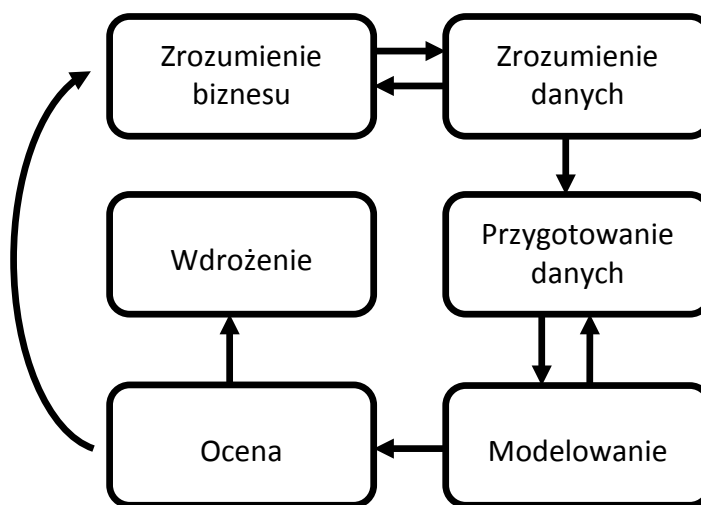 Zrozumienie
biznesu
Zrozumienie
danych
Wdrożenie
Przygotowanie
danych
Ocena
Modelowanie